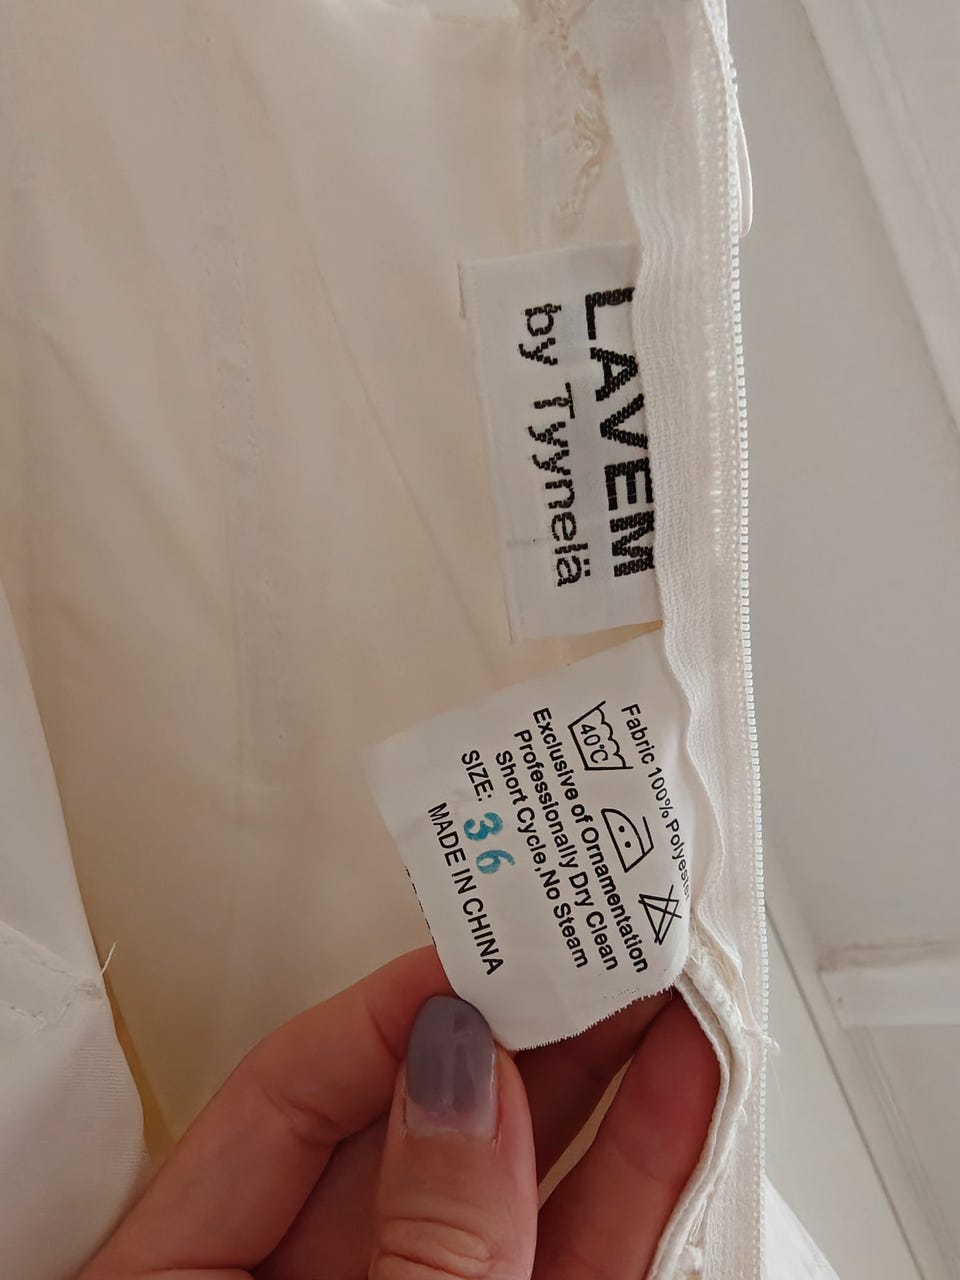 LAVEM
by Tyynelä
Fabric 100% Polyester
40°C
Exclusive of Ornamentation
Professionally Dry Clean
Short Cycle,No Steam
SIZE: 36
MADE IN CHINA